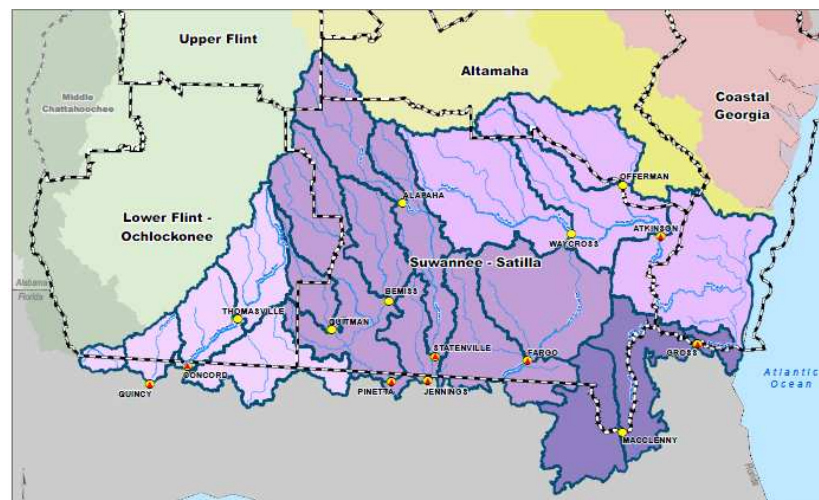 Upper Flint
Altamaha
Middle
Chattahoochee
Coastal
Georgia
OFFERMAN
ALAPAHA
Lower Flint -
Ochlockonee
ATKINSON
WAYCROSS
Suwannee - Satilla
Alabama
Florida
BEMISS
THOMASVILLE
QUITMAN
STATENVILLE
FARGO
GROSS
CONCORD
Atlantic
Ocean
QUINCY
PINETTA
JENNINGS
MACCLENNY
Florida